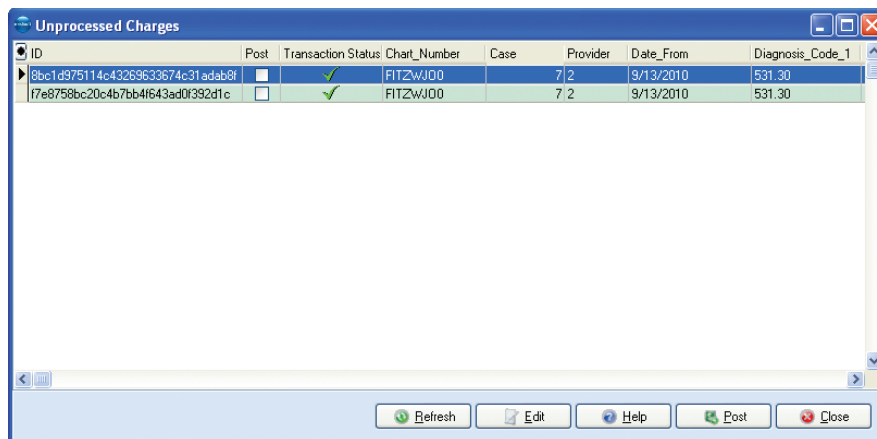 Unprocessed Charges
ID Post Transaction Status Chart_Number Case Provider Date_From Diagnosis_Code_1
8bc1d975114c43269633674c31adab8f FITZWJO0 7 2 9/13/2010 531.30
f7e8758bc20c4b7bb4f643ad0f392d1c FITZWJO0 7 2 9/13/2010 531.30
Refresh Edit Help Post Close